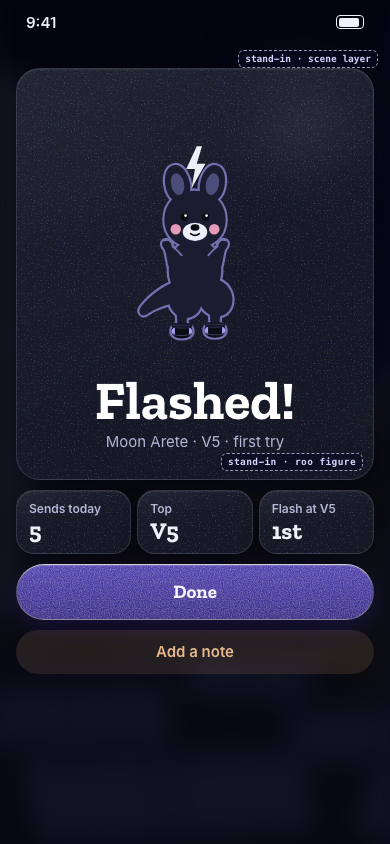 9:41
stand-in · scene layer
Flashed!
Moon Arete · V5 · first try
stand-in · roo figure
Sends today
5
Top
V5
Flash at V5
1st
Done
Add a note